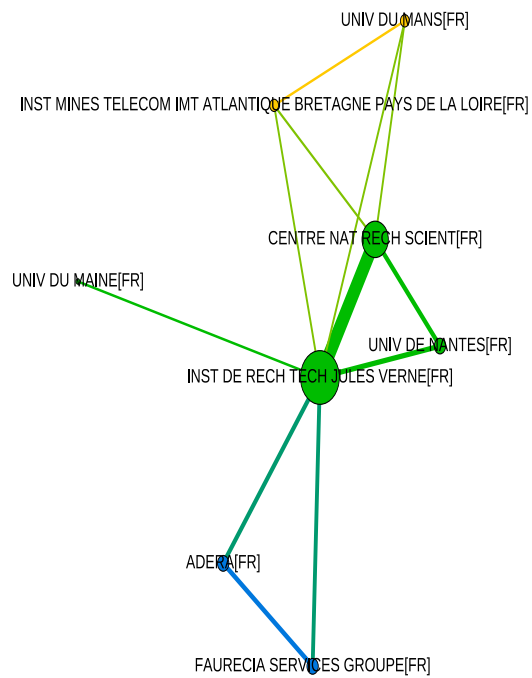 UNIV DU MANS[FR]
INST MINES TELECOM IMT ATLANTIQUE BRETAGNE PAYS DE LA LOIRE[FR]
CENTRE NAT RECH SCIENT[FR]
UNIV DU MAINE[FR]
UNIV DE NANTES[FR]
INST DE RECH TECH JULES VERNE[FR]
ADERA[FR]
FAURECIA SERVICES GROUPE[FR]